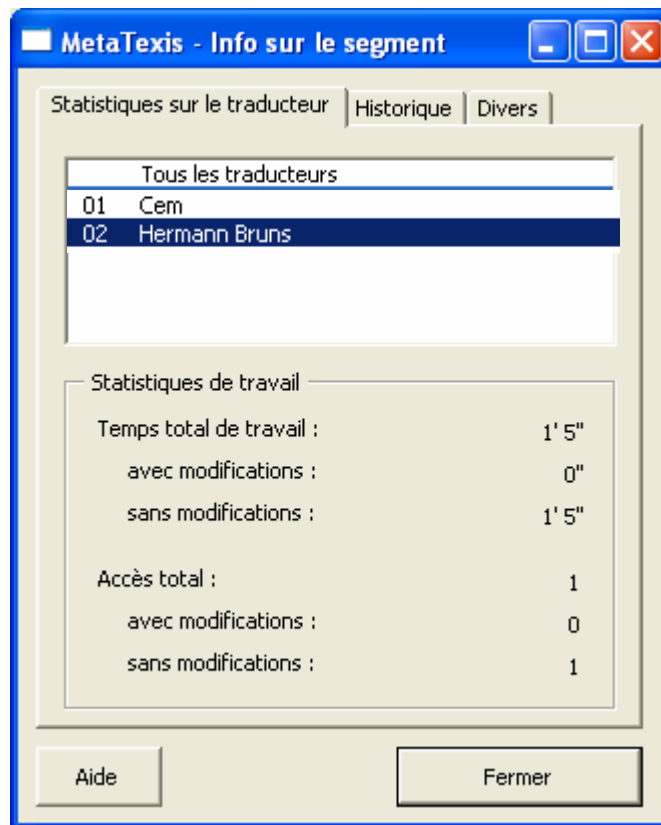 MetaTexis - Info sur le segment
Statistiques sur le traducteur Historique Divers
Tous les traducteurs
01 Cem
02 Hermann Bruns
Statistiques de travail
Temps total de travail : 1' 5"
avec modifications : 0"
sans modifications : 1' 5"
Accès total : 1
avec modifications : 0
sans modifications : 1
Aide Fermer